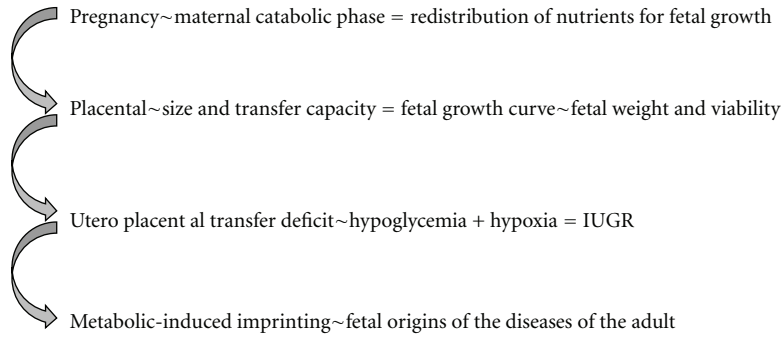 Pregnancy~maternal catabolic phase = redistribution of nutrients for fetal growth
Placental~size and transfer capacity = fetal growth curve~fetal weight and viability
Utero placent al transfer deficit~hypoglycemia + hypoxia = IUGR
Metabolic-induced imprinting~fetal origins of the diseases of the adult